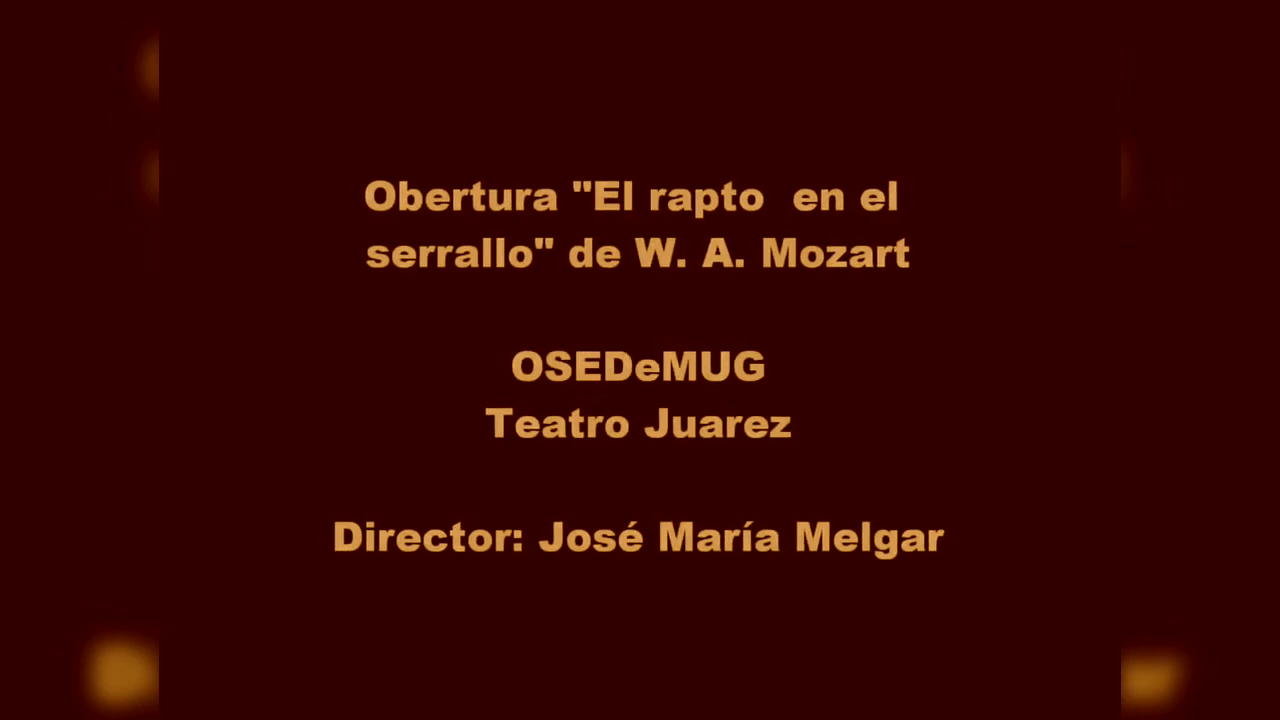 Obertura "El rapto  en el
serrallo" de W. A. Mozart
OSEDeMUG
Teatro Juarez
Director: José María Melgar